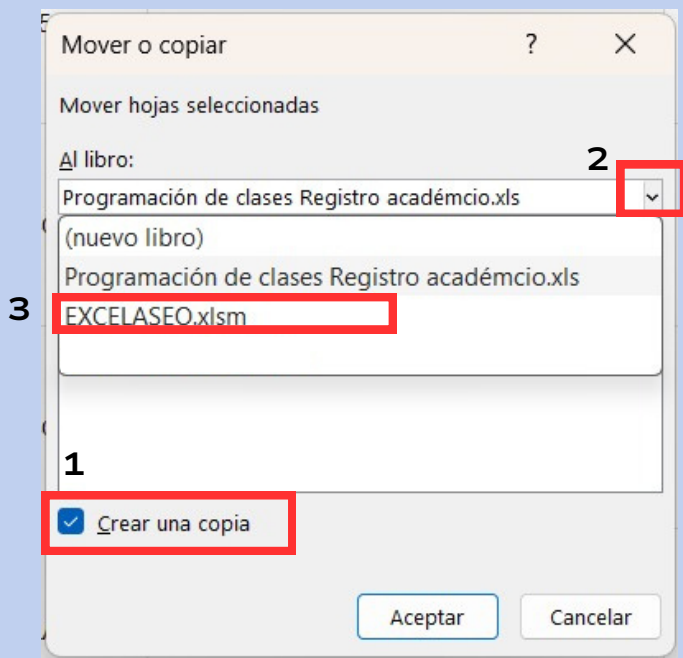 Mover o copiar ?
Mover hojas seleccionadas
Al libro:
2
Programación de clases Registro académcio.xls
(nuevo libro)
Programación de clases Registro académcio.xls
3
EXCELASEO.xlsm
1
Crear una copia
Aceptar Cancelar